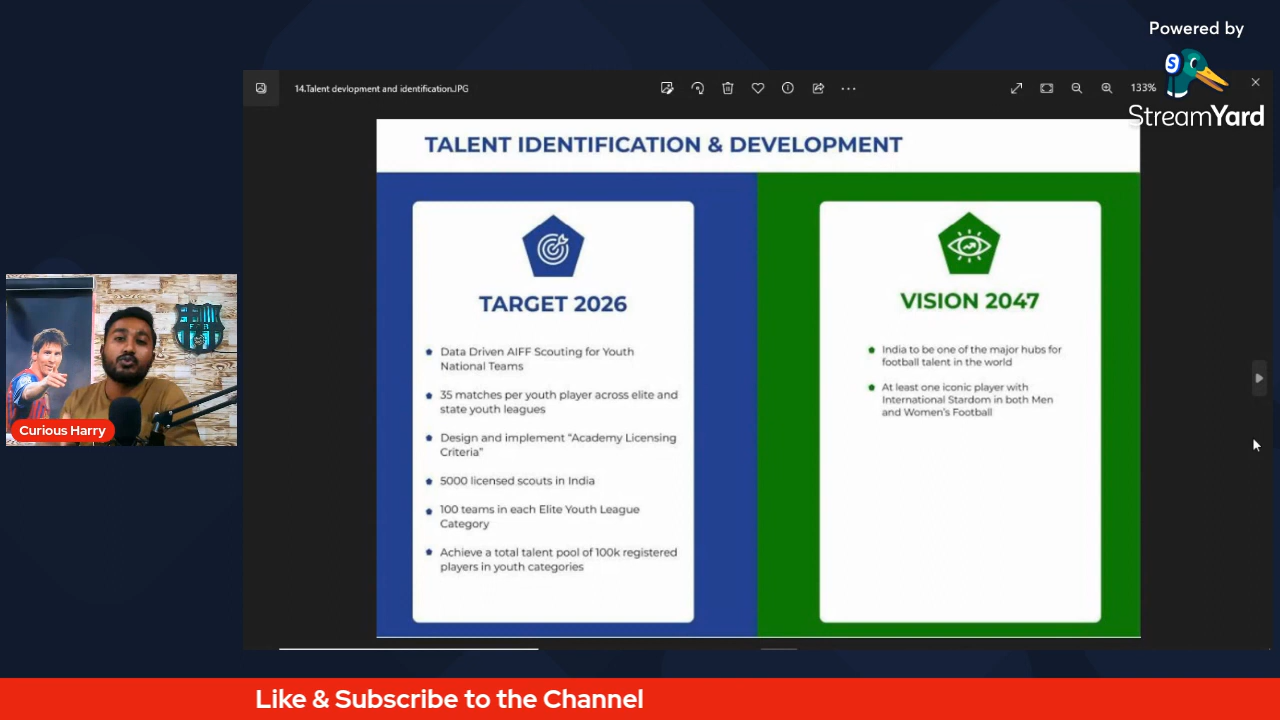 Powered by
StreamYard
14.Talent devlopment and identification.JPG
133%
TALENT IDENTIFICATION & DEVELOPMENT
TARGET 2026
Data Driven AIFF Scouting for Youth
National Teams
35 matches per youth player across elite and
state youth leagues
Design and implement “Academy Licensing
Criteria”
5000 licensed scouts in India
100 teams in each Elite Youth League
Category
Achieve a total talent pool of 100k registered
players in youth categories
VISION 2047
India to be one of the major hubs for
football talent in the world
At least one iconic player with
International Stardom in both Men
and Women's Football
Curious Harry
Like & Subscribe to the Channel